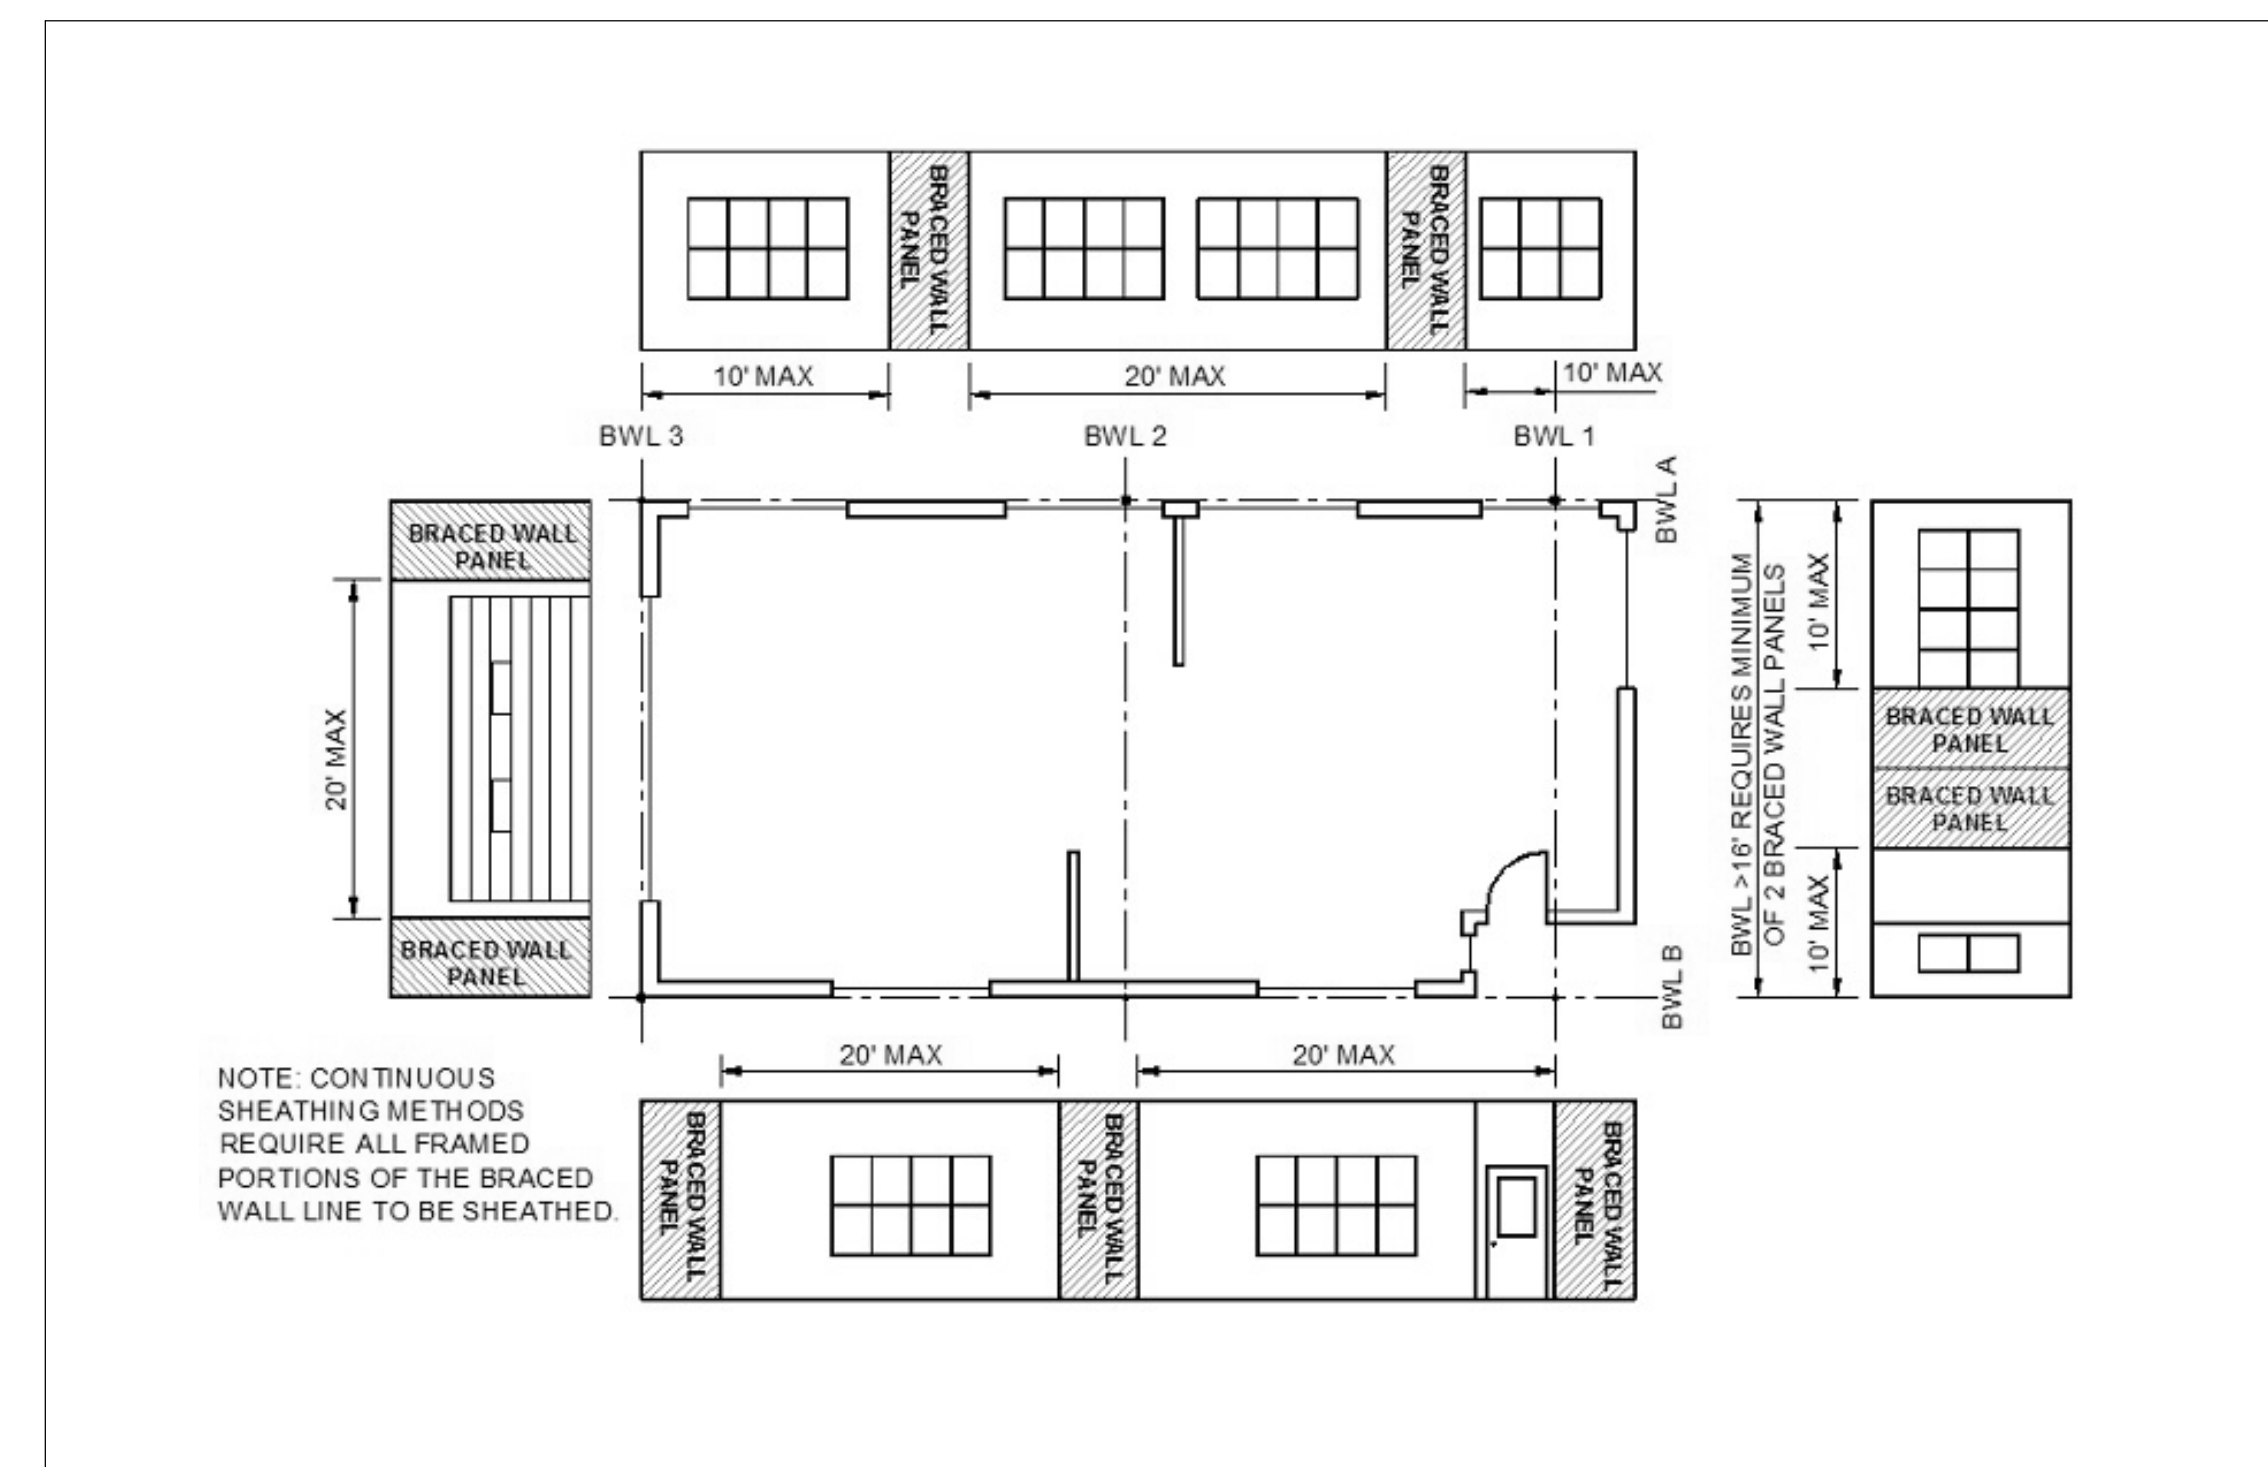 BRACED WALL
PANEL
BRACED WALL
PANEL
10' MAX
20' MAX
10' MAX
BWL 3
BWL 2
BWL 1
BWL A
BRACED WALL
PANEL
20' MAX
BRACED WALL
PANEL
BWL >16' REQUIRES MINIMUM
OF 2 BRACED WALL PANELS
10' MAX
10' MAX
BRACED WALL
PANEL
BRACED WALL
PANEL
BWL B
20' MAX
20' MAX
NOTE: CONTINUOUS
SHEATHING METHODS
REQUIRE ALL FRAMED
PORTIONS OF THE BRACED
WALL LINE TO BE SHEATHED.
BRACED WALL
PANEL
BRACED WALL
PANEL
BRACED WALL
PANEL